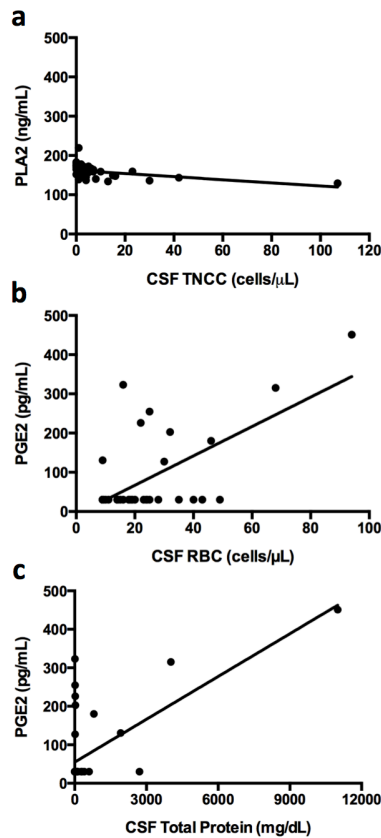 a
500
400
300
200
100
0
PLA2 (ng/mL)
0 20 40 60 80 100 120
CSF TNCC (cells/μL)
b
500
400
300
200
100
0
PGE2 (pg/mL)
0 20 40 60 80 100
CSF RBC (cells/μL)
c
500
400
300
200
100
0
PGE2 (pg/mL)
0 3000 6000 9000 12000
CSF Total Protein (mg/dL)